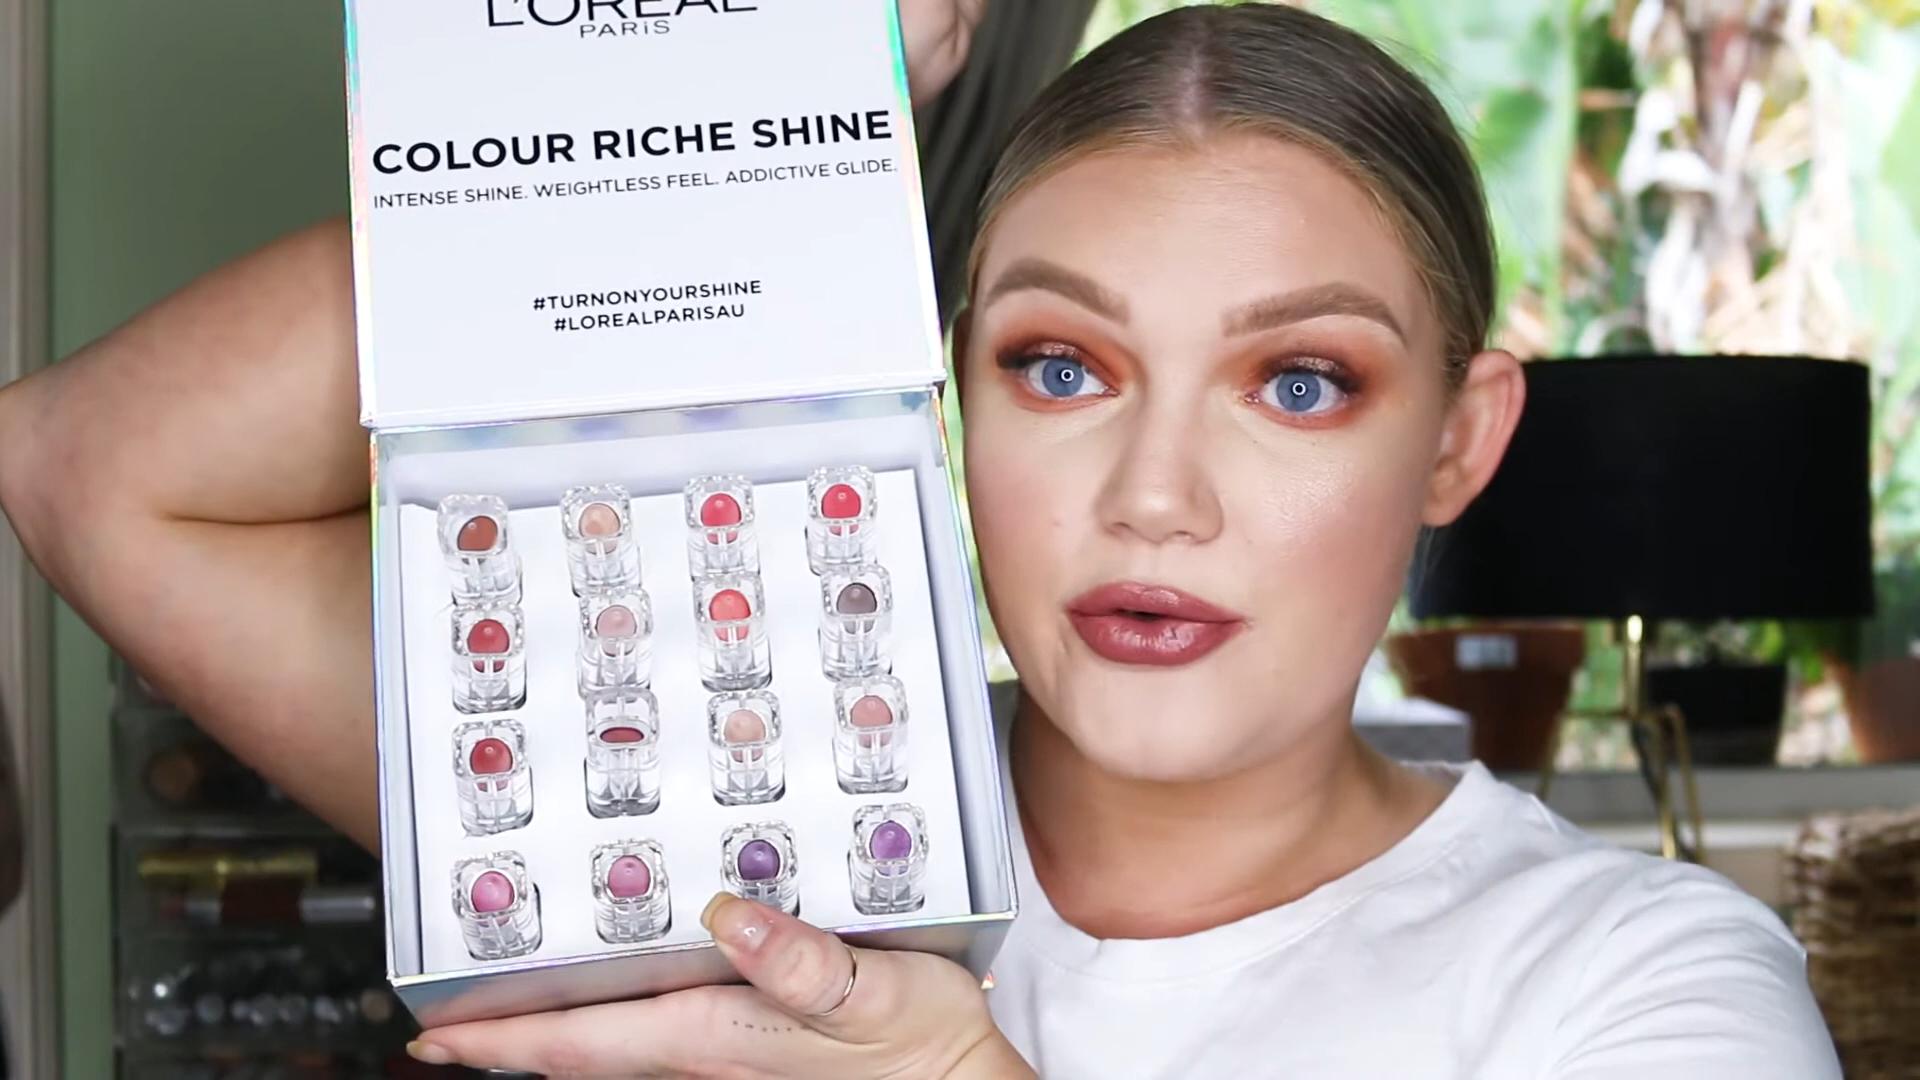 L'ORÉAL
PARiS
COLOUR RICHE SHINE
INTENSE SHINE. WEIGHTLESS FEEL. ADDICTIVE GLIDE.
#TURNONYOURSHINE
#LOREALPARISAU